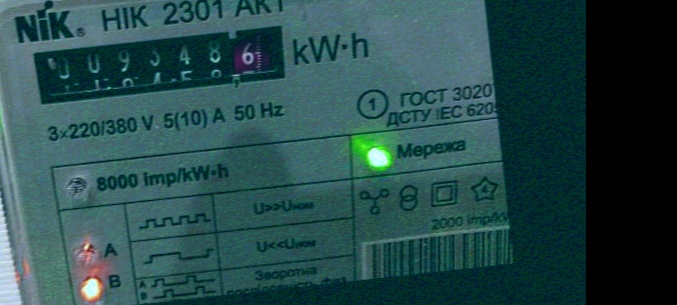 NiK® НІК 2301 АК1
6 kW·h
3×220/380 V 5(10) A 50 Hz
1 ГОСТ 3020
ДСТУ IEC 620
8000 imp/kW·h
Мережа
A U>>Uном
B U<<Uном
A
B
Зворотна
2000 imp/kW